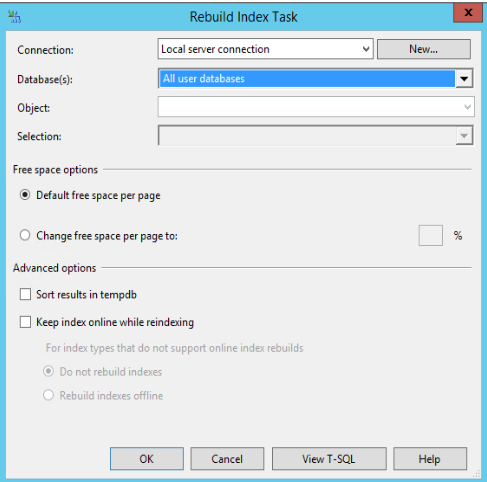 Rebuild Index Task
x
Connection:
Local server connection
New...
Database(s):
All user databases
Object:
Selection:
Free space options
Default free space per page
Change free space per page to:
%
Advanced options
Sort results in tempdb
Keep index online while reindexing
For index types that do not support online index rebuilds
Do not rebuild indexes
Rebuild indexes offline
OK
Cancel
View T-SQL
Help